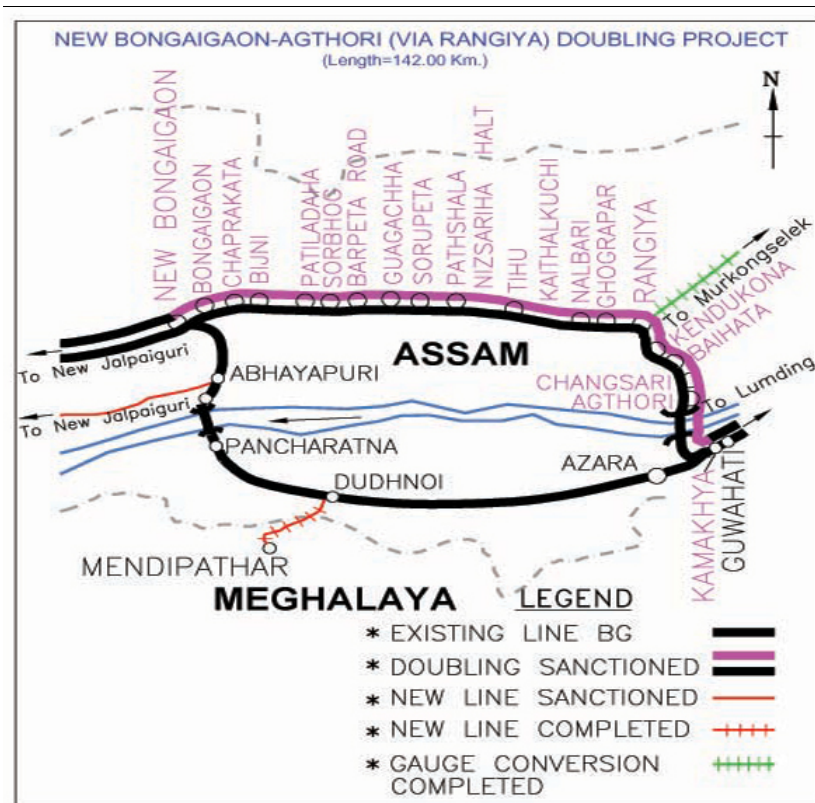 NEW BONGAIGAON-AGTHORI (VIA RANGIYA) DOUBLING PROJECT
(Length=142.00 Km.)
N
NEW BONGAIGAON
BONGAIGAON
CHAPRAKATA
BIJNI
PATILADAHA
SORBHOG
BARPETA ROAD
GUAGACHHA
SORUPETA
PATHSHALA
NIZSARIHA HALT
TIHU
KAITHALKUCHI
NALBARI
GHOGRAPAR
RANGIYA
To Murkongselek
KENDUKONA
BAIHATA
ASSAM
To New Jalpaiguri
ABHAYAPURI
CHANGSARI
AGTHORI
To Lumding
To New Jalpaiguri
PANCHARATNA
AZARA
DUDHNOI
KAMAKHYA
GUWAHATI
MENDIPATHAR
MEGHALAYA
LEGEND
* EXISTING LINE BG
* DOUBLING SANCTIONED
* NEW LINE SANCTIONED
* NEW LINE COMPLETED
* GAUGE CONVERSION
COMPLETED